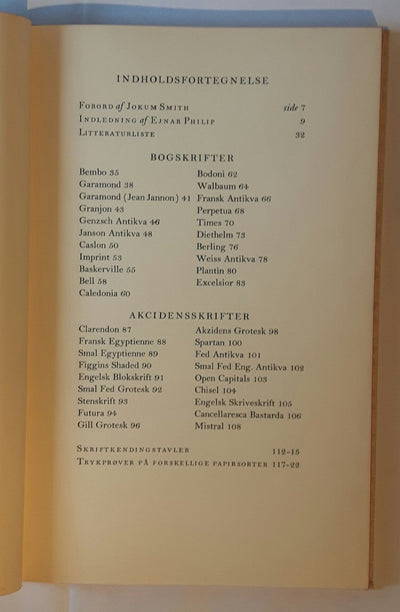 INDHOLDSFORTEGNELSE
FORORD af JOKUM SMITH side 7
INDLEDNING af EJNAR PHILIP 9
LITTERATURLISTE 32
BOGSKRIFTER
Bembo 35
Garamond 38
Garamond (Jean Jannon) 41
Granjon 43
Genzsch Antikva 46
Janson Antikva 48
Caslon 50
Imprint 53
Baskerville 55
Bell 58
Caledonia 60
Bodoni 62
Walbaum 64
Fransk Antikva 66
Perpetua 68
Times 70
Diethelm 73
Berling 76
Weiss Antikva 78
Plantin 80
Excelsior 83
AKCIDENSSKRIFTER
Clarendon 87
Fransk Egyptienne 88
Smal Egyptienne 89
Figgins Shaded 90
Engelsk Blokskrift 91
Smal Fed Grotesk 92
Stenskrift 93
Futura 94
Gill Grotesk 96
Akzidens Grotesk 98
Spartan 100
Fed Antikva 101
Smal Fed Eng. Antikva 102
Open Capitals 103
Chisel 104
Engelsk Skriveskrift 105
Cancellaresca Bastarda 106
Mistral 108
SKRIFTKENDINGSTAVLER 112-15
TRYKPRØVER PÅ FORSKELLIGE PAPIRSORTER 117-22